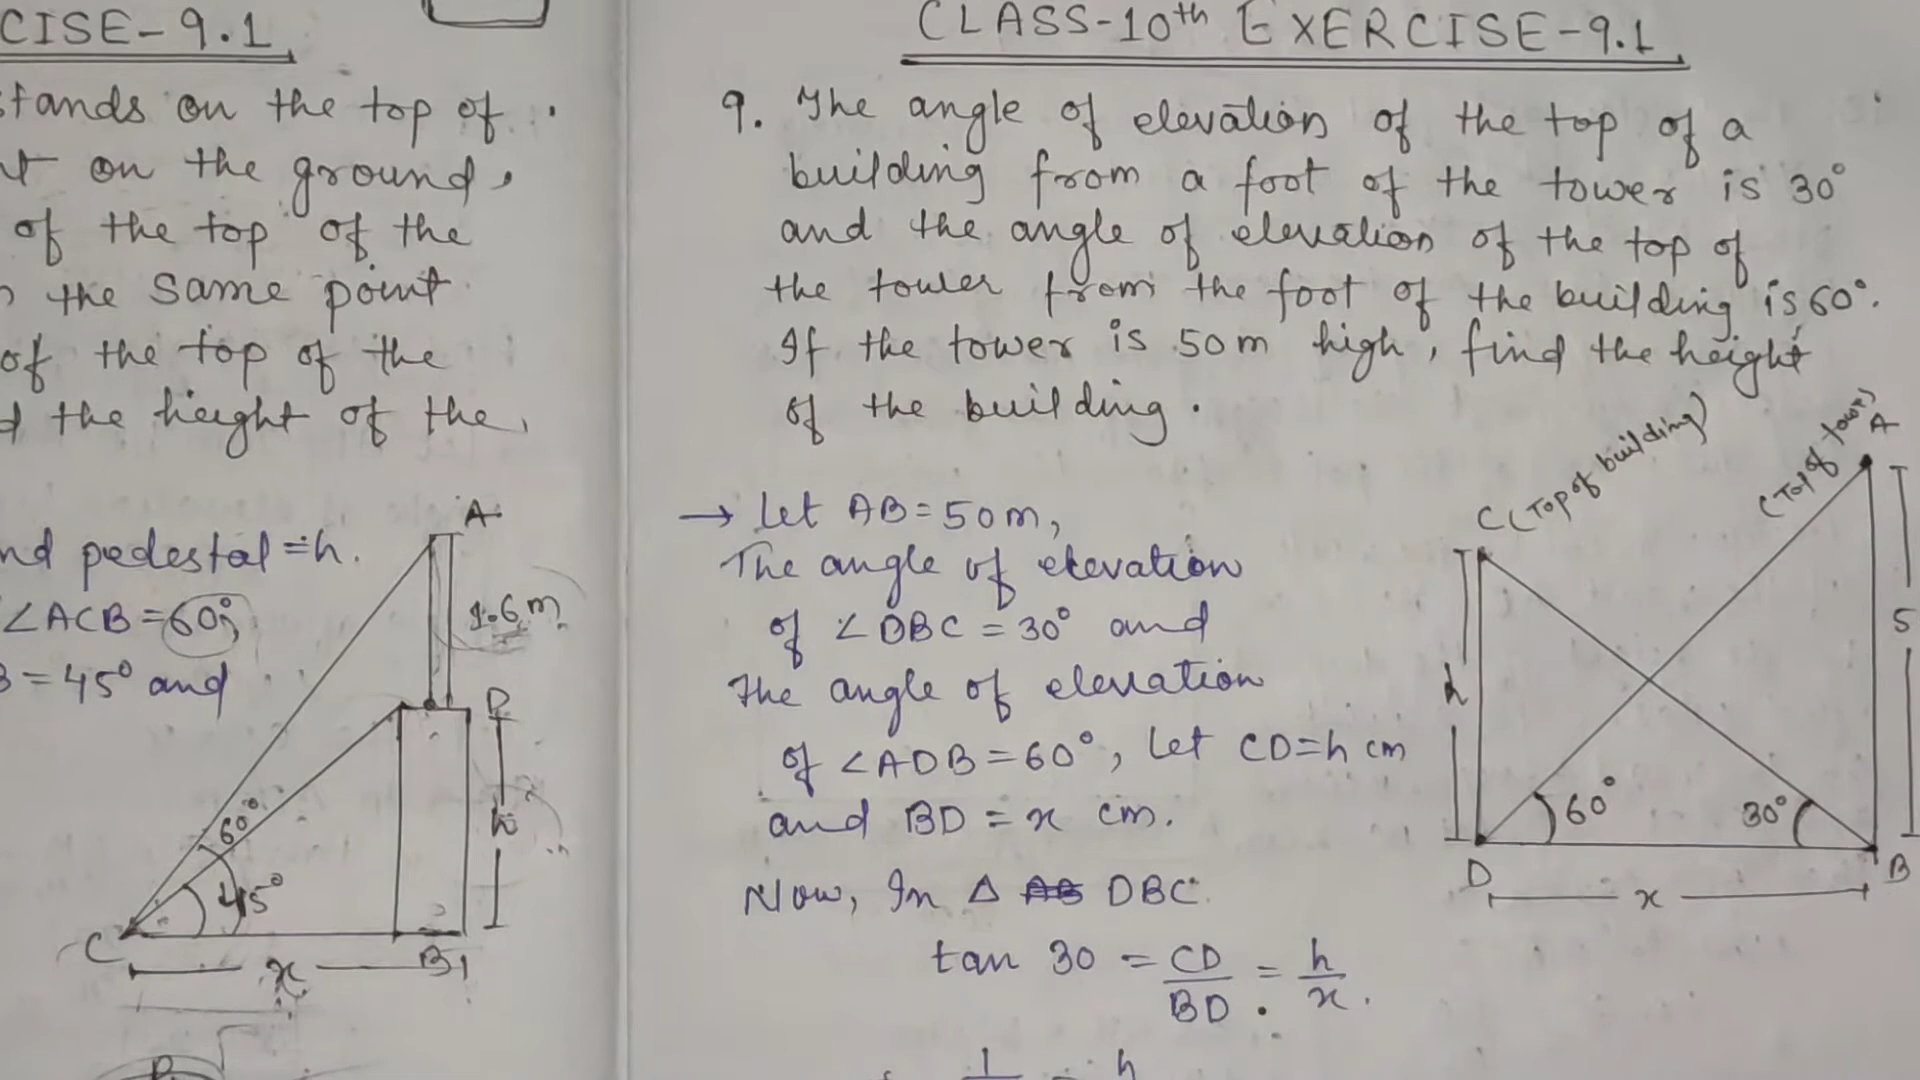 CISE-9.1
stands on the top of
on the ground,
of the top of the
the same point
of the top of the
the height of the
nd pedestal = h.
∠ACB=60°,
B = 45° and
A
1.6 m
D
h
60°
45°
C
x
B
CLASS-10th EXERCISE-9.1
9. The angle of elevation of the top of a
building from a foot of the tower is 30°
and the angle of elevation of the top of
the tower from the foot of the building is 60°.
If the tower is 50m high, find the height
of the building.
→ Let AB = 50m,
The angle of elevation
of ∠DBC = 30° and
the angle of elevation
of ∠ADB = 60°, Let CD=h cm
and BD = x cm.
Now, In Δ DBC.
tan 30 = CD/BD = h/x.
1 = h
C (Top of building)
(Top of tower)
A
h
5
60°
30°
D
x
B